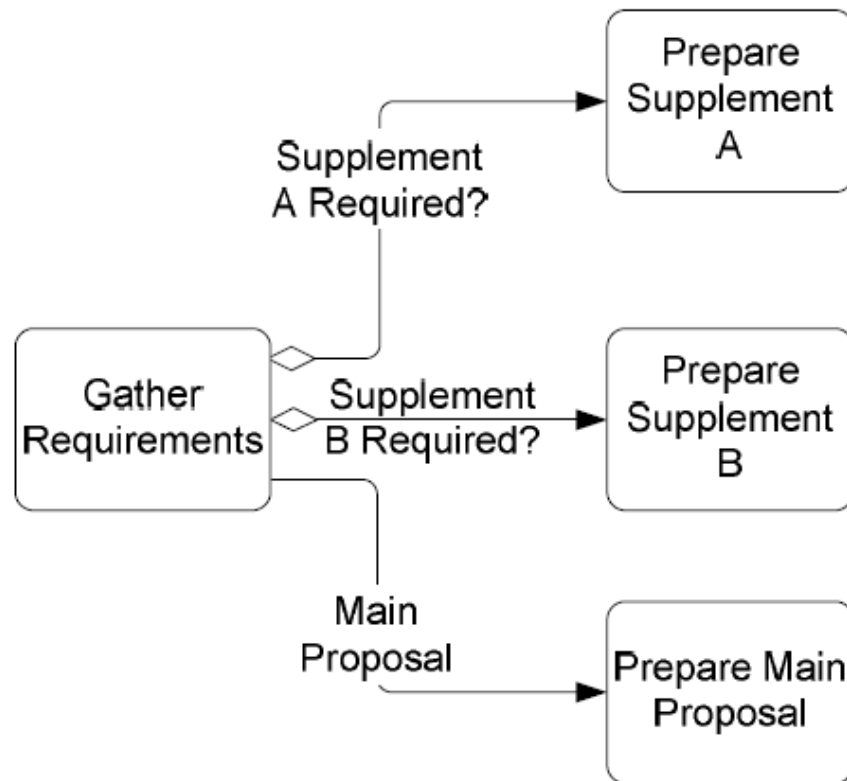 Prepare
Supplement
A
Supplement
A Required?
Gather
Requirements
Supplement
B Required?
Prepare
Supplement
B
Main
Proposal
Prepare Main
Proposal